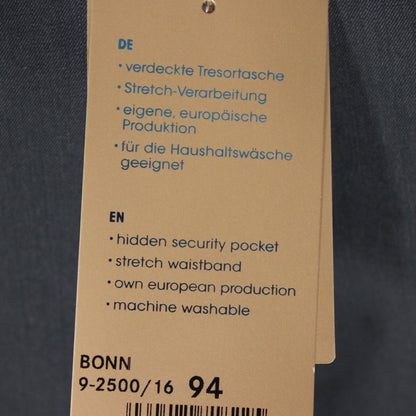 DE
• verdeckte Tresortasche
• Stretch-Verarbeitung
• eigene, europäische
Produktion
• für die Haushaltswäsche
geeignet
EN
• hidden security pocket
• stretch waistband
• own european production
• machine washable
BONN
9-2500/16 94